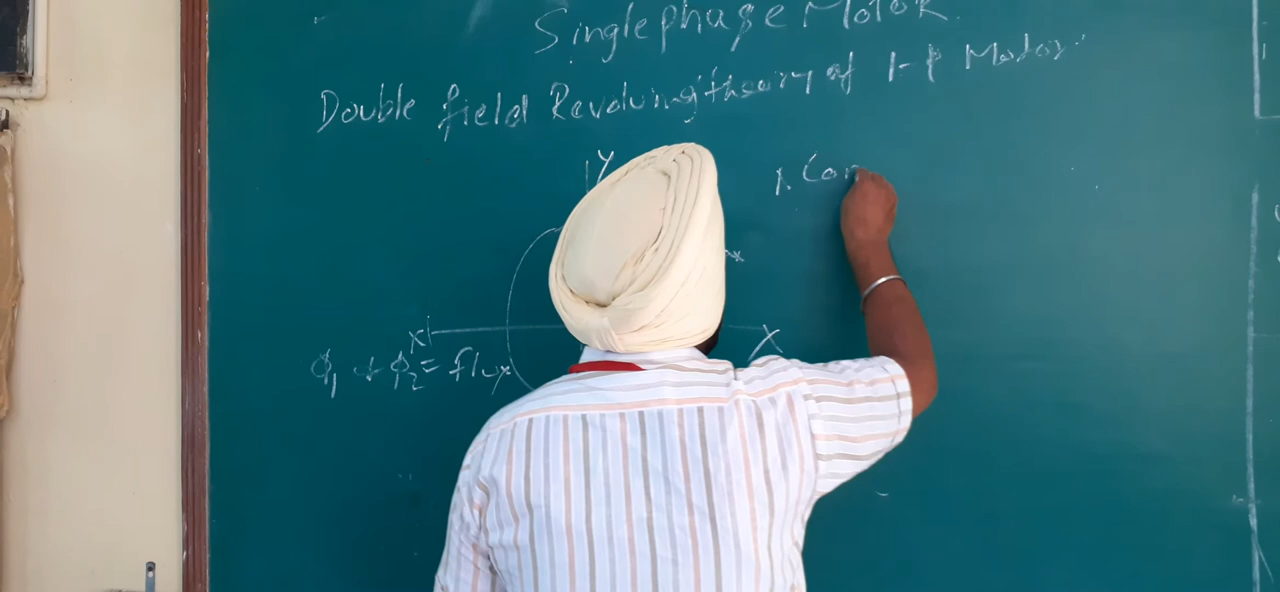 Single phase Motor.
Double field Revolving theory of 1-φ Motor.
Y
1. Con
X' X
φ1 & φ2 = flux